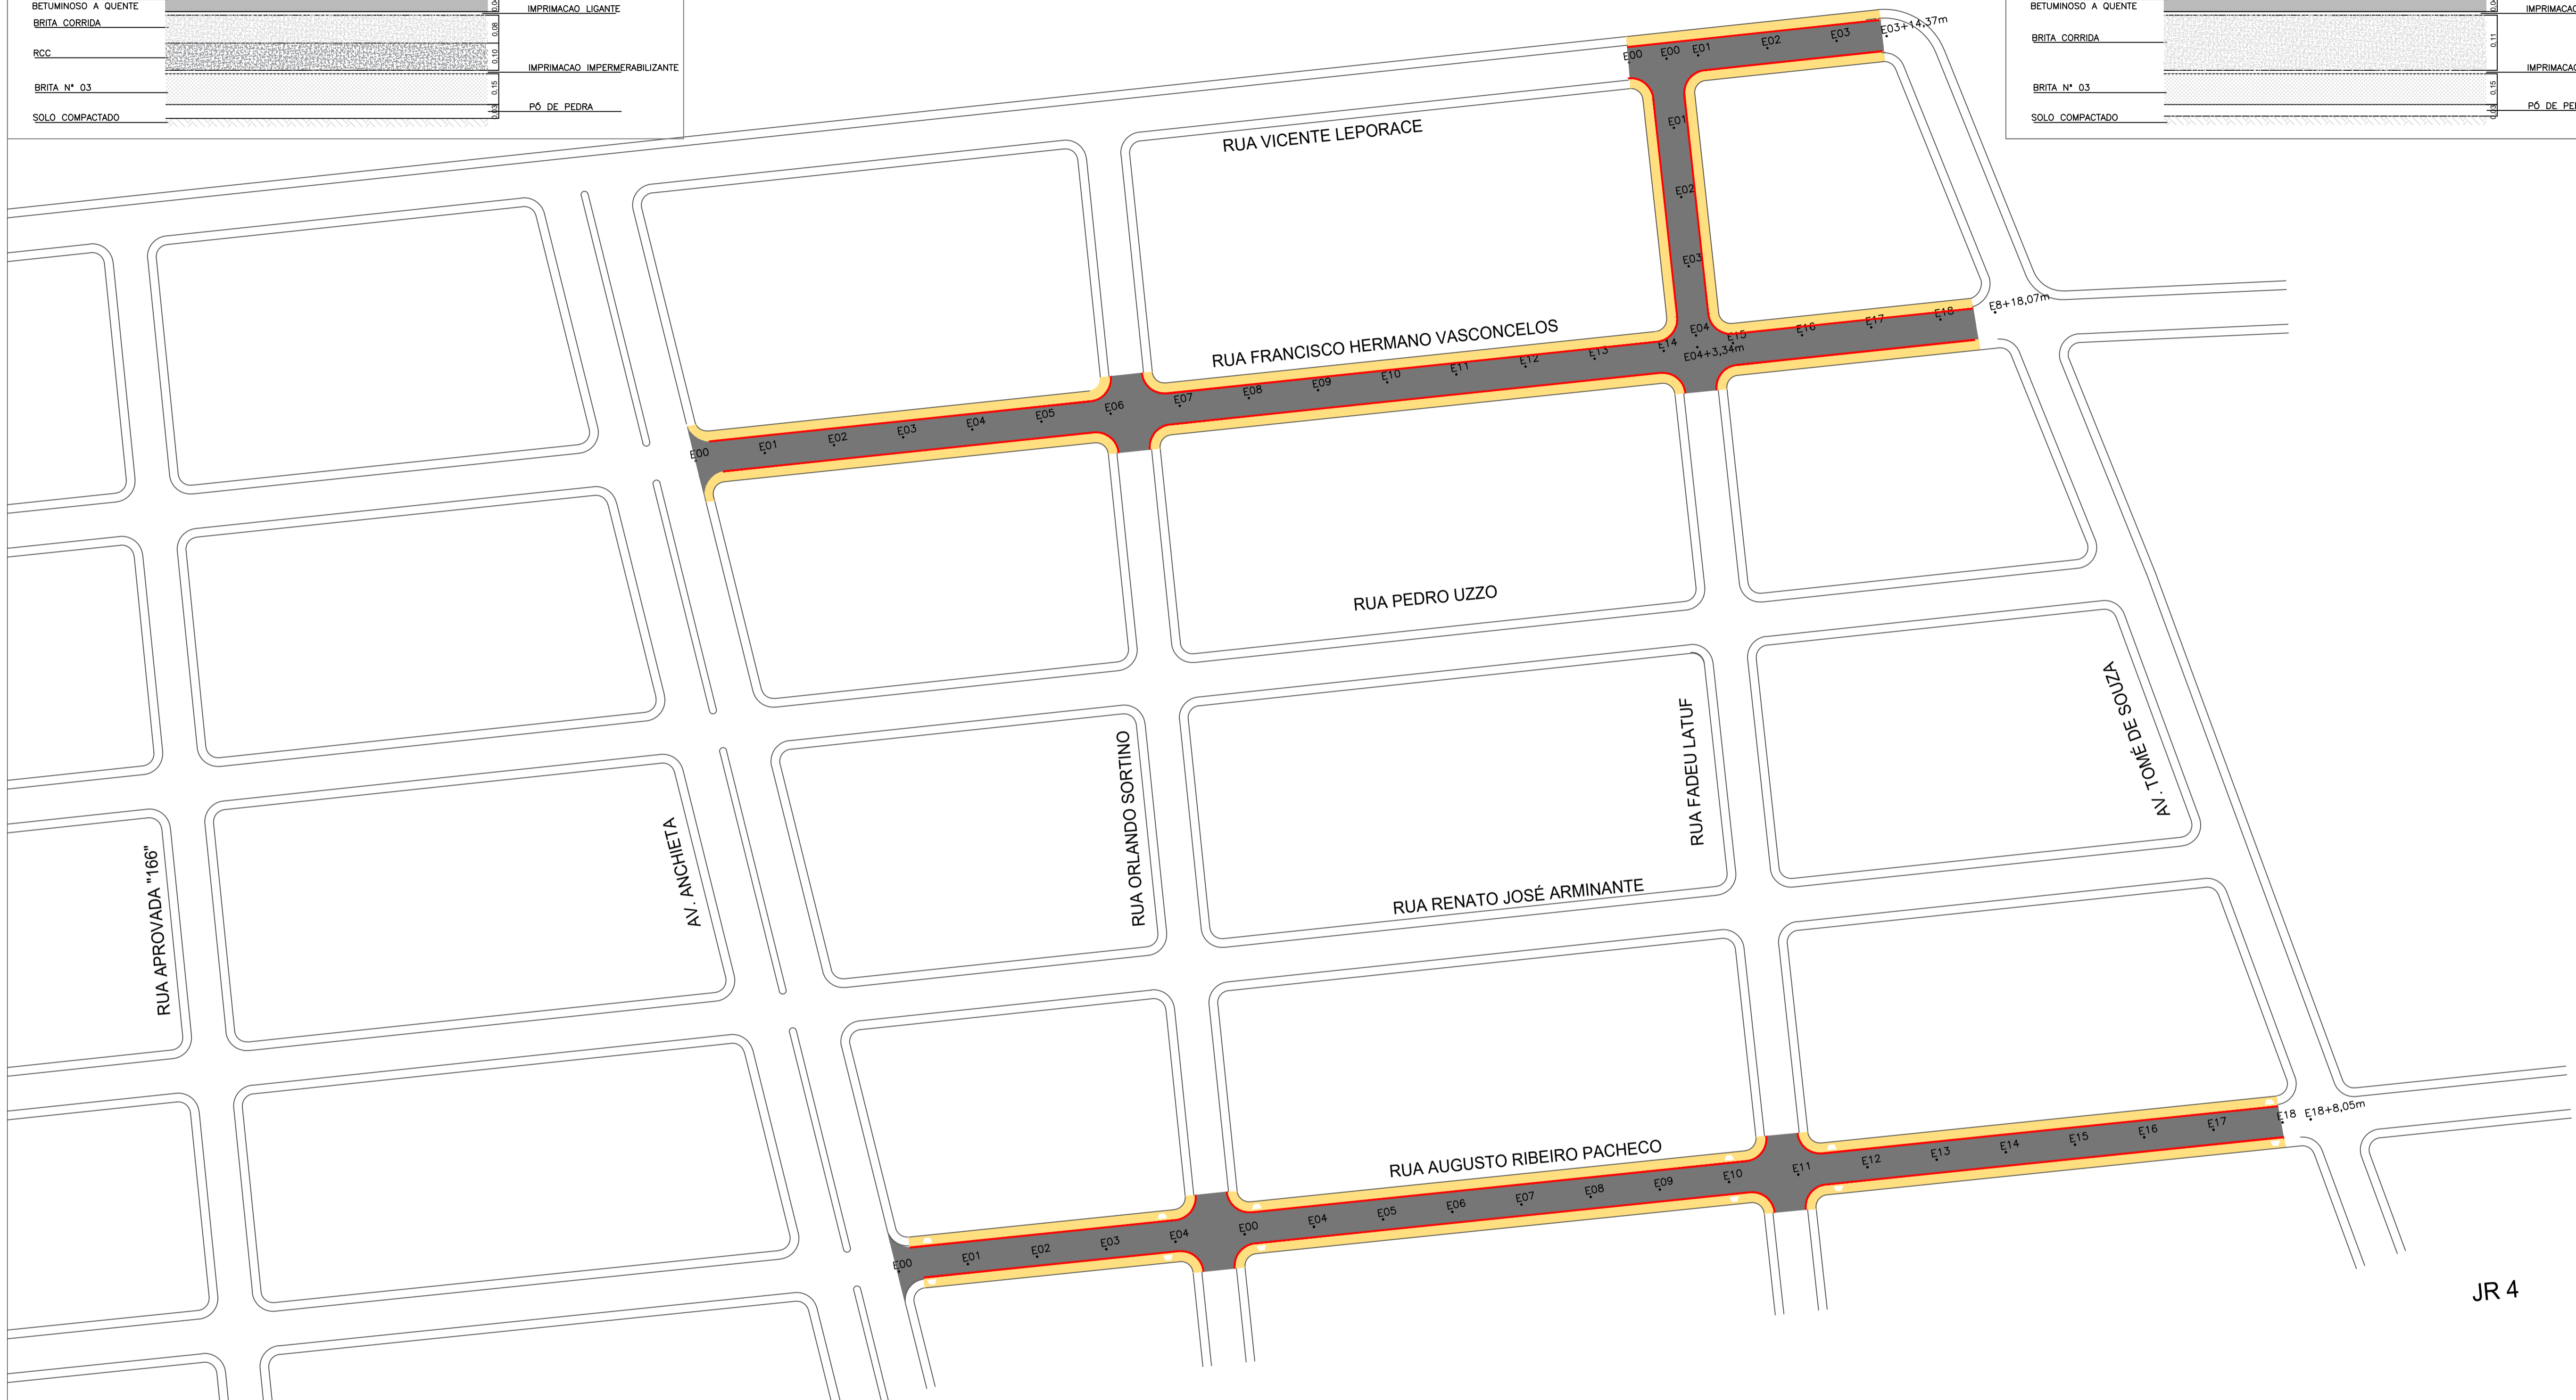 BETUMINOSO A QUENTE
IMPRIMACAO LIGANTE
BRITA CORRIDA
0,08
RCC
0,10
IMPRIMACAO IMPERMERABILIZANTE
BRITA N° 03
0,15
PÓ DE PEDRA
0,03
SOLO COMPACTADO
BETUMINOSO A QUENTE
BRITA CORRIDA
0,11
BRITA N° 03
0,15
PÓ DE
0,03
SOLO COMPACTADO
E00 E00 E01 E02 E03 E03+14,37m
RUA VICENTE LEPORACE
E01
E02
E03
E04
E04+3,34m
RUA FRANCISCO HERMANO VASCONCELOS
E00 E01 E02 E03 E04 E05 E06 E07 E08 E09 E10 E11 E12 E13 E14 E15 E16 E17 E18 E8+18,07m
RUA PEDRO UZZO
RUA APROVADA "166"
AV. ANCHIETA
RUA ORLANDO SORTINO
RUA FADEU LATUF
AV. TOMÉ DE SOUZA
RUA RENATO JOSÉ ARMINANTE
RUA AUGUSTO RIBEIRO PACHECO
E00 E01 E02 E03 E04 E00 E04 E05 E06 E07 E08 E09 E10 E11 E12 E13 E14 E15 E16 E17 E18 E18+8,05m
JR 4